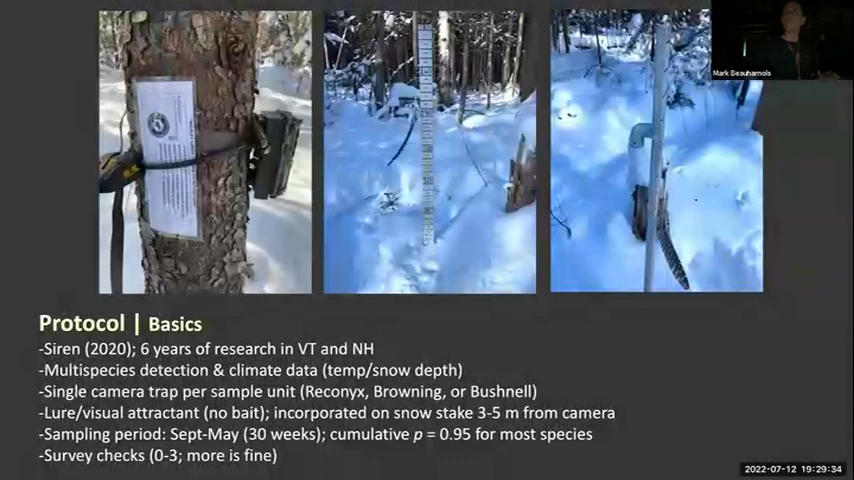 Mark Beauharnois
Protocol | Basics
-Siren (2020); 6 years of research in VT and NH
-Multispecies detection & climate data (temp/snow depth)
-Single camera trap per sample unit (Reconyx, Browning, or Bushnell)
-Lure/visual attractant (no bait); incorporated on snow stake 3-5 m from camera
-Sampling period: Sept-May (30 weeks); cumulative p = 0.95 for most species
-Survey checks (0-3; more is fine)
2022-07-12 19:29:34